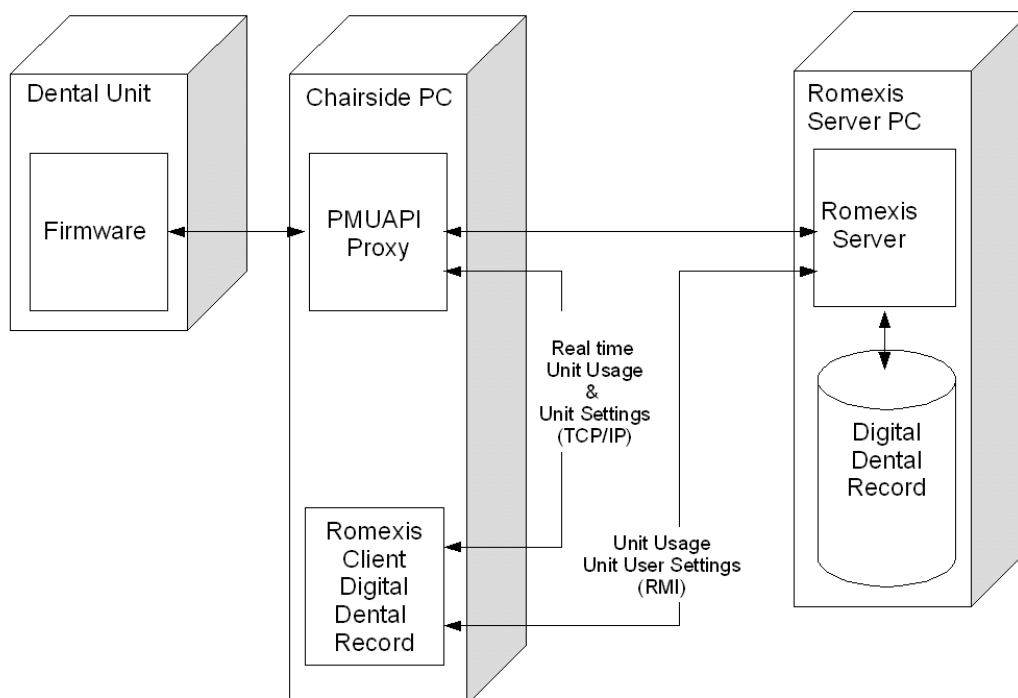 Dental Unit
Firmware
Chairside PC
PMUAPI
Proxy
Real time
Unit Usage
&
Unit Settings
(TCP/IP)
Romexis
Client
Digital
Dental
Record
Unit Usage
Unit User Settings
(RMI)
Romexis
Server PC
Romexis
Server
Digital
Dental
Record